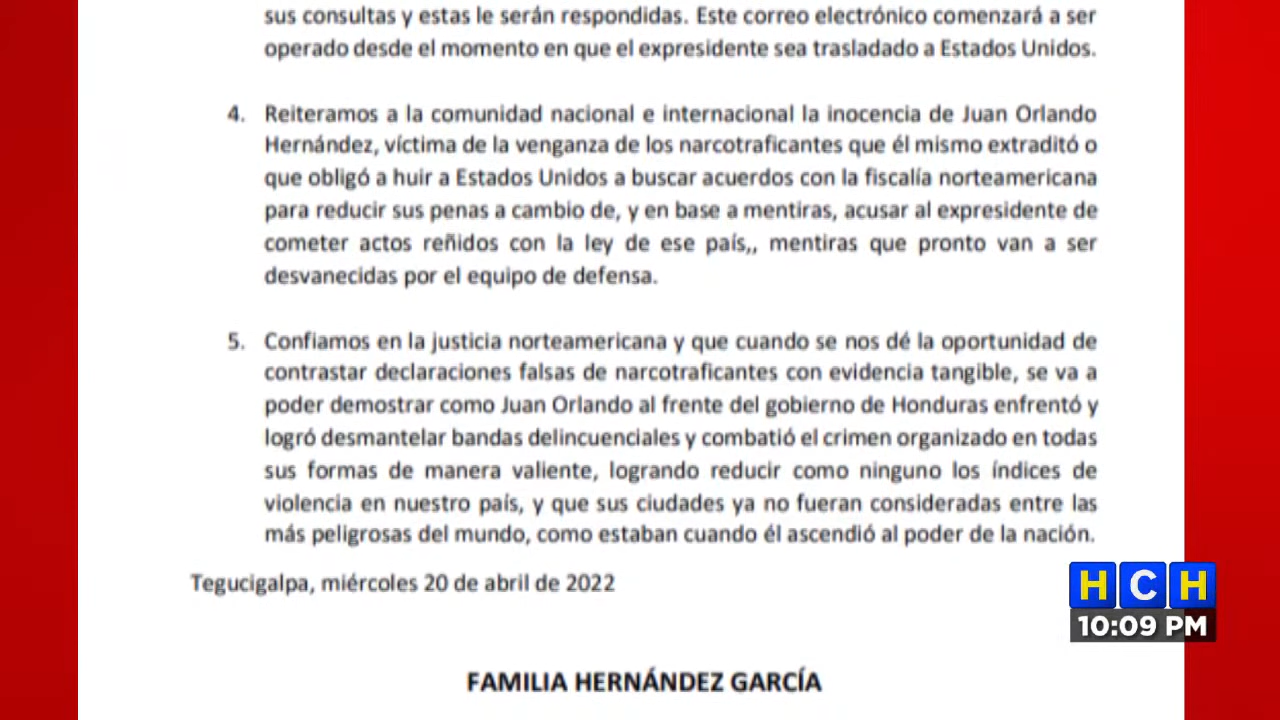 sus consultas y estas le serán respondidas. Este correo electrónico comenzará a ser
operado desde el momento en que el expresidente sea trasladado a Estados Unidos.
4. Reiteramos a la comunidad nacional e internacional la inocencia de Juan Orlando
Hernández, víctima de la venganza de los narcotraficantes que él mismo extraditó o
que obligó a huir a Estados Unidos a buscar acuerdos con la fiscalía norteamericana
para reducir sus penas a cambio de, y en base a mentiras, acusar al expresidente de
cometer actos reñidos con la ley de ese país,, mentiras que pronto van a ser
desvanecidas por el equipo de defensa.
5. Confiamos en la justicia norteamericana y que cuando se nos dé la oportunidad de
contrastar declaraciones falsas de narcotraficantes con evidencia tangible, se va a
poder demostrar como Juan Orlando al frente del gobierno de Honduras enfrentó y
logró desmantelar bandas delincuenciales y combatió el crimen organizado en todas
sus formas de manera valiente, logrando reducir como ninguno los índices de
violencia en nuestro país, y que sus ciudades ya no fueran consideradas entre las
más peligrosas del mundo, como estaban cuando él ascendió al poder de la nación.
Tegucigalpa, miércoles 20 de abril de 2022
HCH
10:09 PM
FAMILIA HERNÁNDEZ GARCÍA